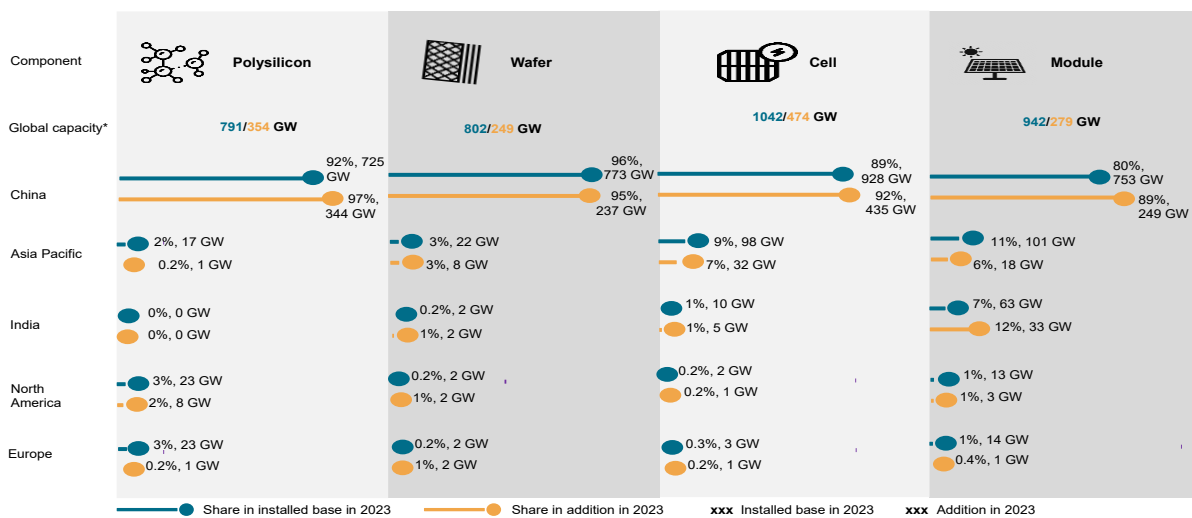 Component
Polysilicon
Wafer
Cell
Module
Global capacity*
791/354 GW
802/249 GW
1042/474 GW
942/279 GW
China
92%, 725
GW
97%,
344 GW
96%,
773 GW
95%,
237 GW
89%,
928 GW
92%,
435 GW
80%,
753 GW
89%,
249 GW
Asia Pacific
2%, 17 GW
0.2%, 1 GW
3%, 22 GW
3%, 8 GW
9%, 98 GW
7%, 32 GW
11%, 101 GW
6%, 18 GW
India
0%, 0 GW
0%, 0 GW
0.2%, 2 GW
1%, 2 GW
1%, 10 GW
1%, 5 GW
7%, 63 GW
12%, 33 GW
North
America
3%, 23 GW
2%, 8 GW
0.2%, 2 GW
1%, 2 GW
0.2%, 2 GW
0.2%, 1 GW
1%, 13 GW
1%, 3 GW
Europe
3%, 23 GW
0.2%, 1 GW
0.2%, 2 GW
1%, 2 GW
0.3%, 3 GW
0.2%, 1 GW
1%, 14 GW
0.4%, 1 GW
Share in installed base in 2023
Share in addition in 2023
xxx Installed base in 2023
xxx Addition in 2023